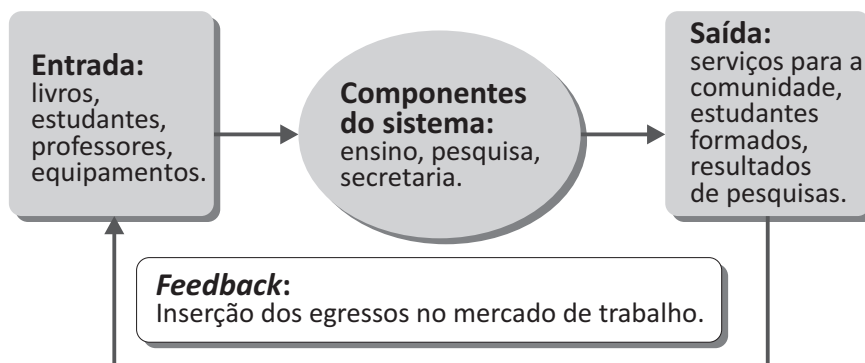 Entrada:
livros,
estudantes,
professores,
equipamentos.
Componentes
do sistema:
ensino, pesquisa,
secretaria.
Saída:
serviços para a
comunidade,
estudantes
formados,
resultados
de pesquisas.
Feedback:
Inserção dos egressos no mercado de trabalho.